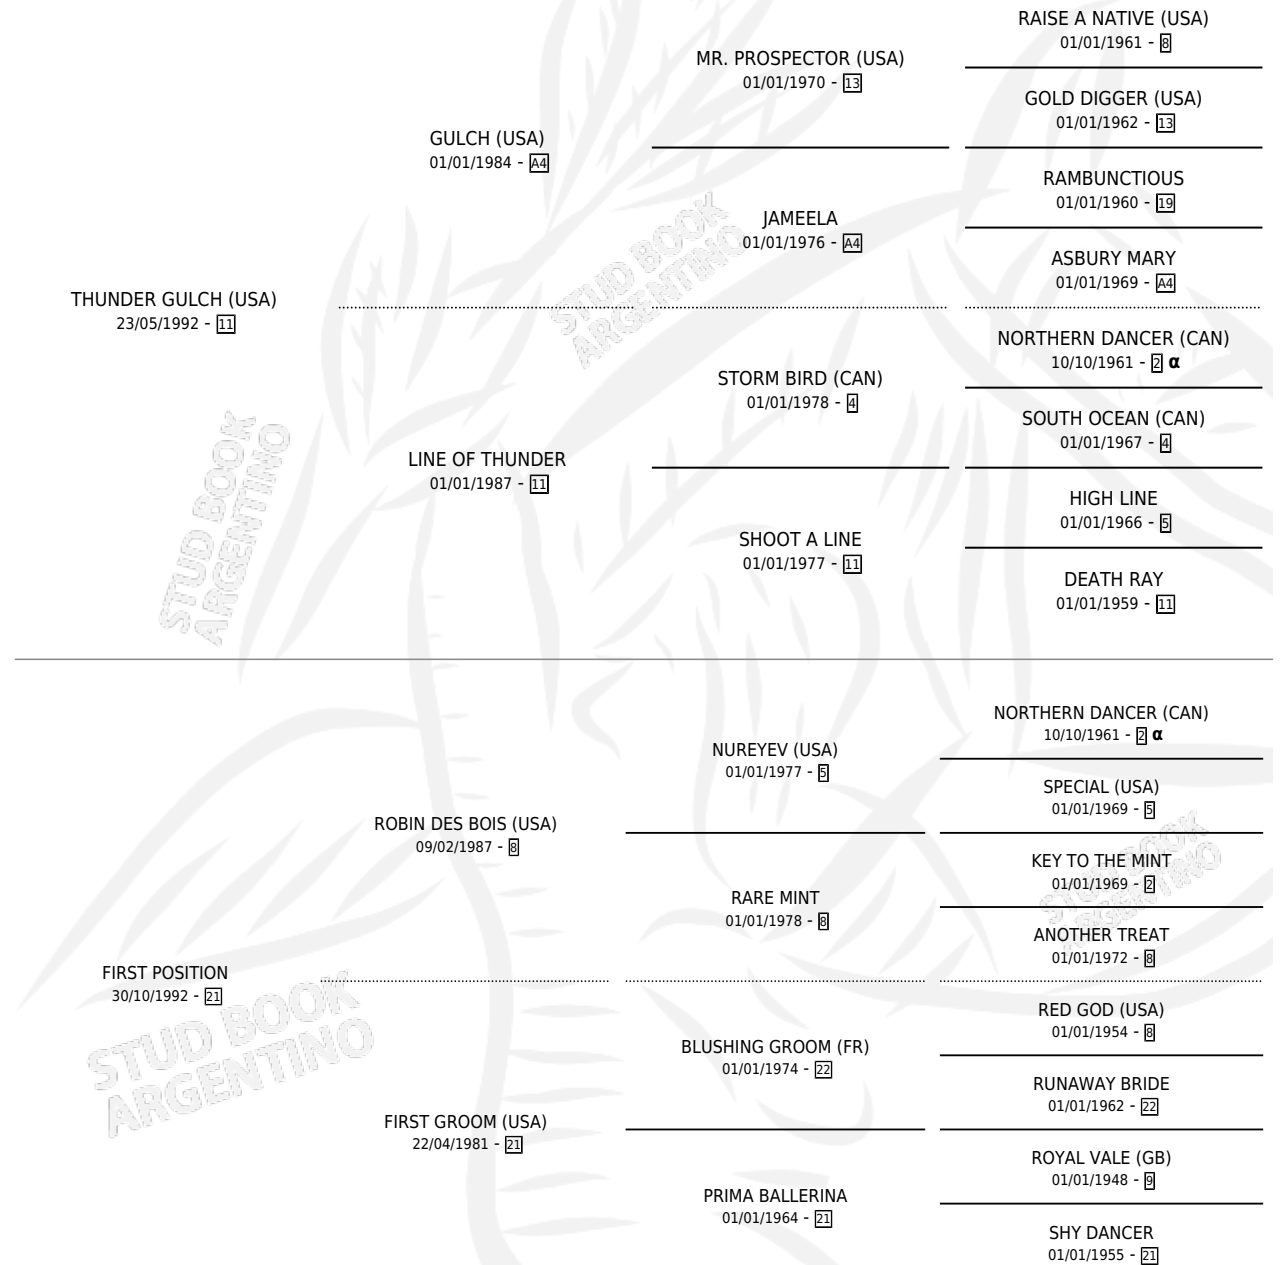 RAISE A NATIVE (USA)
01/01/1961 - 8
MR. PROSPECTOR (USA)
01/01/1970 - 13
GOLD DIGGER (USA)
01/01/1962 - 13
GULCH (USA)
01/01/1984 - A4
RAMBUNCTIOUS
01/01/1960 - 19
JAMEELA
01/01/1976 - A4
ASBURY MARY
01/01/1969 - A4
THUNDER GULCH (USA)
23/05/1992 - 11
NORTHERN DANCER (CAN)
10/10/1961 - 2 α
STORM BIRD (CAN)
01/01/1978 - 4
SOUTH OCEAN (CAN)
01/01/1967 - 4
LINE OF THUNDER
01/01/1987 - 11
HIGH LINE
01/01/1966 - 5
SHOOT A LINE
01/01/1977 - 11
DEATH RAY
01/01/1959 - 11
NORTHERN DANCER (CAN)
10/10/1961 - 2 α
NUREYEV (USA)
01/01/1977 - 5
SPECIAL (USA)
01/01/1969 - 5
ROBIN DES BOIS (USA)
09/02/1987 - 8
KEY TO THE MINT
01/01/1969 - 2
RARE MINT
01/01/1978 - 8
ANOTHER TREAT
01/01/1972 - 8
FIRST POSITION
30/10/1992 - 21
RED GOD (USA)
01/01/1954 - 8
BLUSHING GROOM (FR)
01/01/1974 - 22
RUNAWAY BRIDE
01/01/1962 - 22
FIRST GROOM (USA)
22/04/1981 - 21
ROYAL VALE (GB)
01/01/1948 - 9
PRIMA BALLERINA
01/01/1964 - 21
SHY DANCER
01/01/1955 - 21
STUD BOOK
ARGENTINO
STUD BOOK
ARGENTINO
STUD BOOK
ARGENTINO
STUD BOOK
ARGENTINO